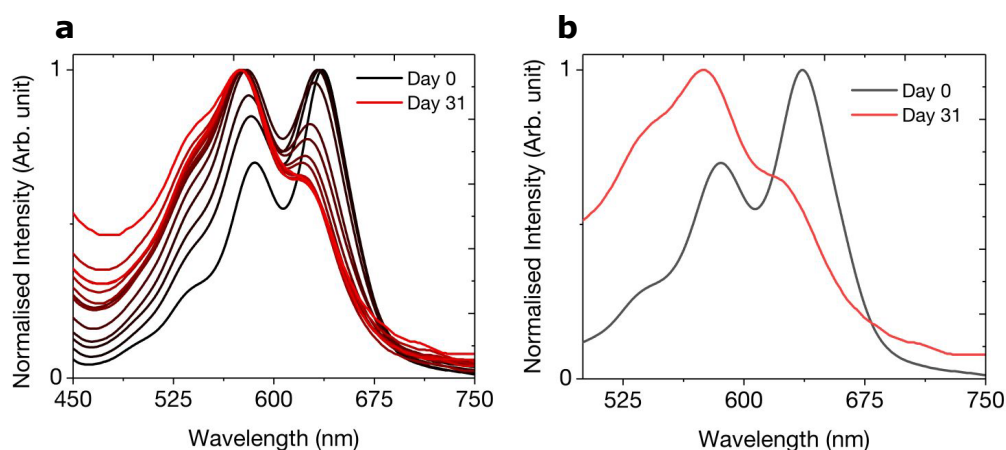 a
b
Normalised Intensity (Arb. unit)
1
0
Day 0
Day 31
450
525
600
675
750
Wavelength (nm)
Normalised Intensity (Arb. unit)
1
0
Day 0
Day 31
525
600
675
750
Wavelength (nm)